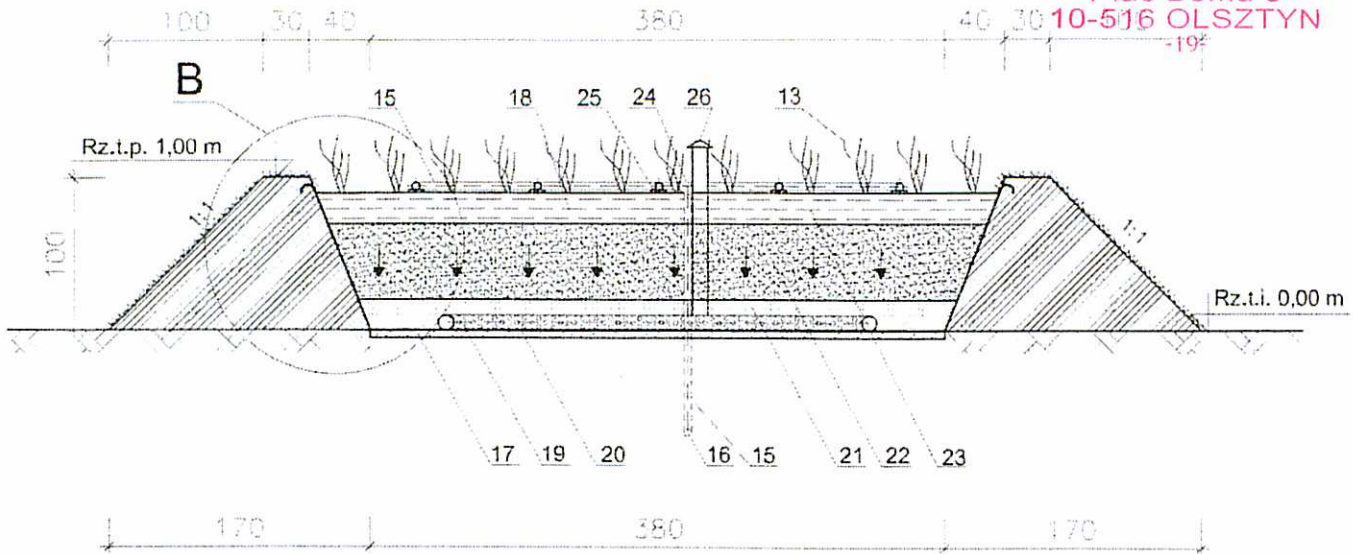 10-516 OLSZTYN
-19-
100 30 40 380 40 30
B
15 18 25 24 26 13
Rz.t.p. 1,00 m
1:1
100
1:1
Rz.t.i. 0,00 m
17 19 20 16 15 21 22 23
170 380 170